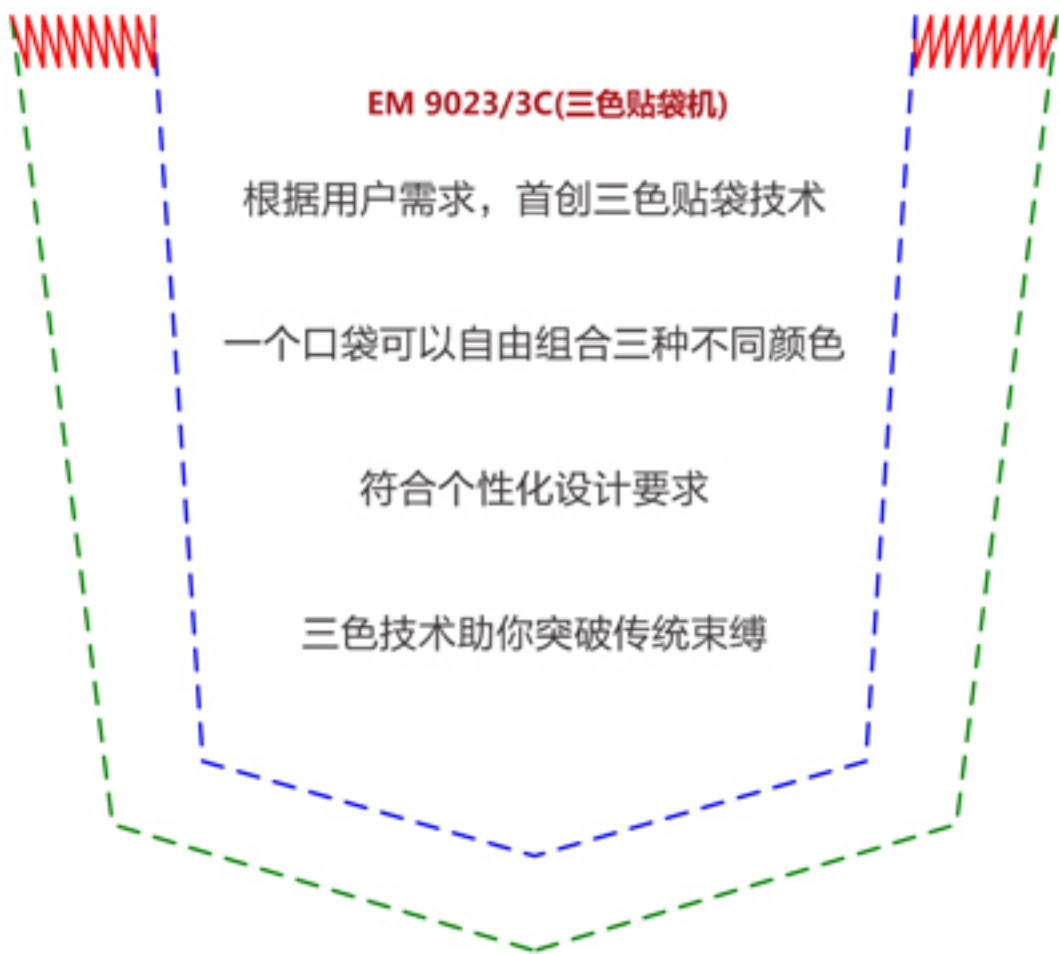 EM 9023/3C(三色贴袋机)
根据用户需求，首创三色贴袋技术
一个口袋可以自由组合三种不同颜色
符合个性化设计要求
三色技术助你突破传统束缚